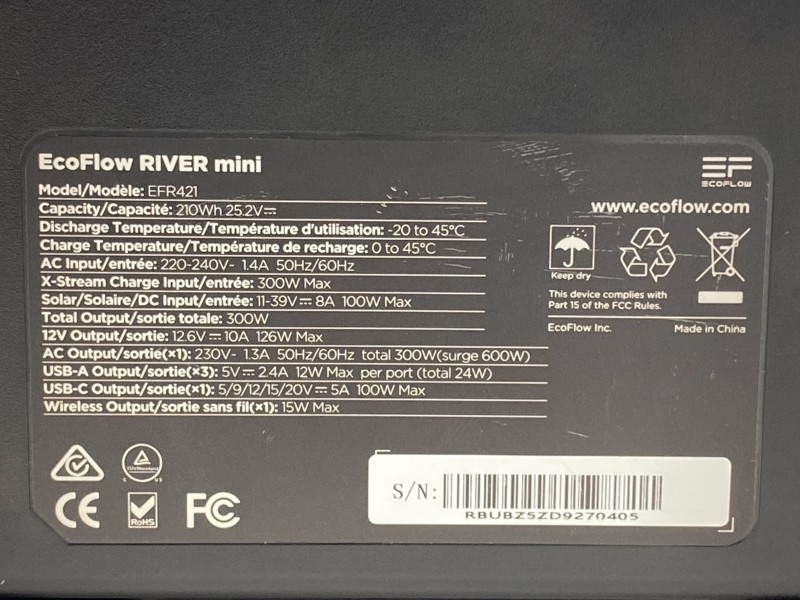 EcoFlow RIVER mini
Model/Modèle: EFR421
Capacity/Capacité: 210Wh 25.2V⎓
Discharge Temperature/Température d'utilisation: -20 to 45°C
Charge Temperature/Température de recharge: 0 to 45°C
AC Input/entrée: 220-240V~ 1.4A 50Hz/60Hz
X-Stream Charge Input/entrée: 300W Max
Solar/Solaire/DC Input/entrée: 11-39V⎓8A 100W Max
Total Output/sortie totale: 300W
12V Output/sortie: 12.6V⎓10A 126W Max
AC Output/sortie(×1): 230V~ 1.3A 50Hz/60Hz total 300W(surge 600W)
USB-A Output/sortie(×3): 5V⎓2.4A 12W Max per port (total 24W)
USB-C Output/sortie(×1): 5/9/12/15/20V⎓5A 100W Max
Wireless Output/sortie sans fil(×1): 15W Max
EF
ECOFLOW
www.ecoflow.com
Keep dry
This device complies with
Part 15 of the FCC Rules.
EcoFlow Inc. Made in China
TÜVRheinland
C US
CE RoHS FC
S/N:
RBUBZ5ZD9270405